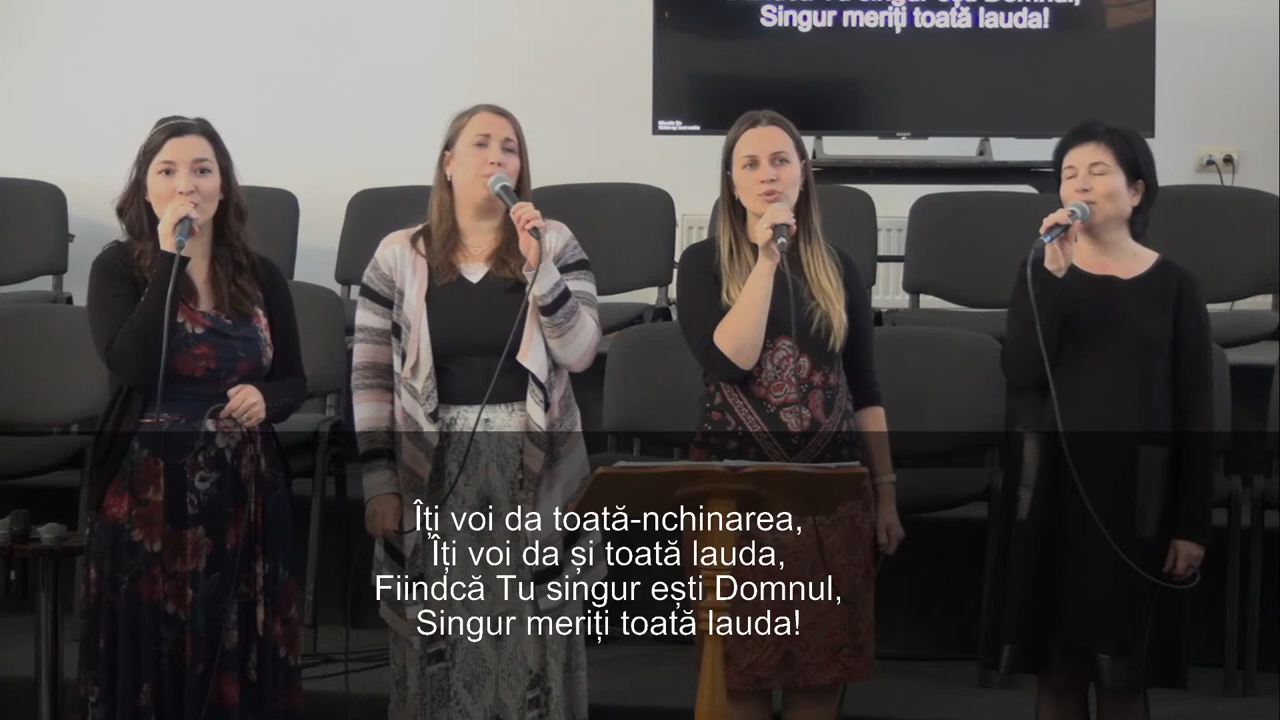 Singur meriți toată lauda!
Îți voi da toată-nchinarea,
Îți voi da și toată lauda,
Fiindcă Tu singur ești Domnul,
Singur meriți toată lauda!